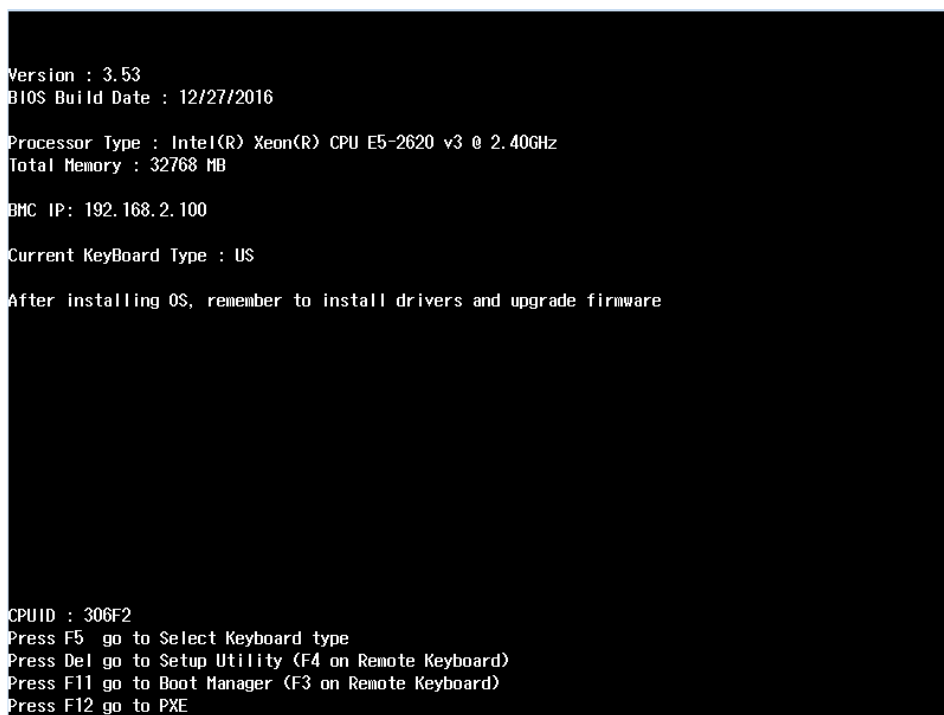 Version : 3.53
BIOS Build Date : 12/27/2016
Processor Type : Intel(R) Xeon(R) CPU E5-2620 v3 @ 2.40GHz
Total Memory : 32768 MB
BMC IP: 192.168.2.100
Current KeyBoard Type : US
After installing OS, remember to install drivers and upgrade firmware
CPUID : 306F2
Press F5  go to Select Keyboard type
Press Del go to Setup Utility (F4 on Remote Keyboard)
Press F11 go to Boot Manager (F3 on Remote Keyboard)
Press F12 go to PXE